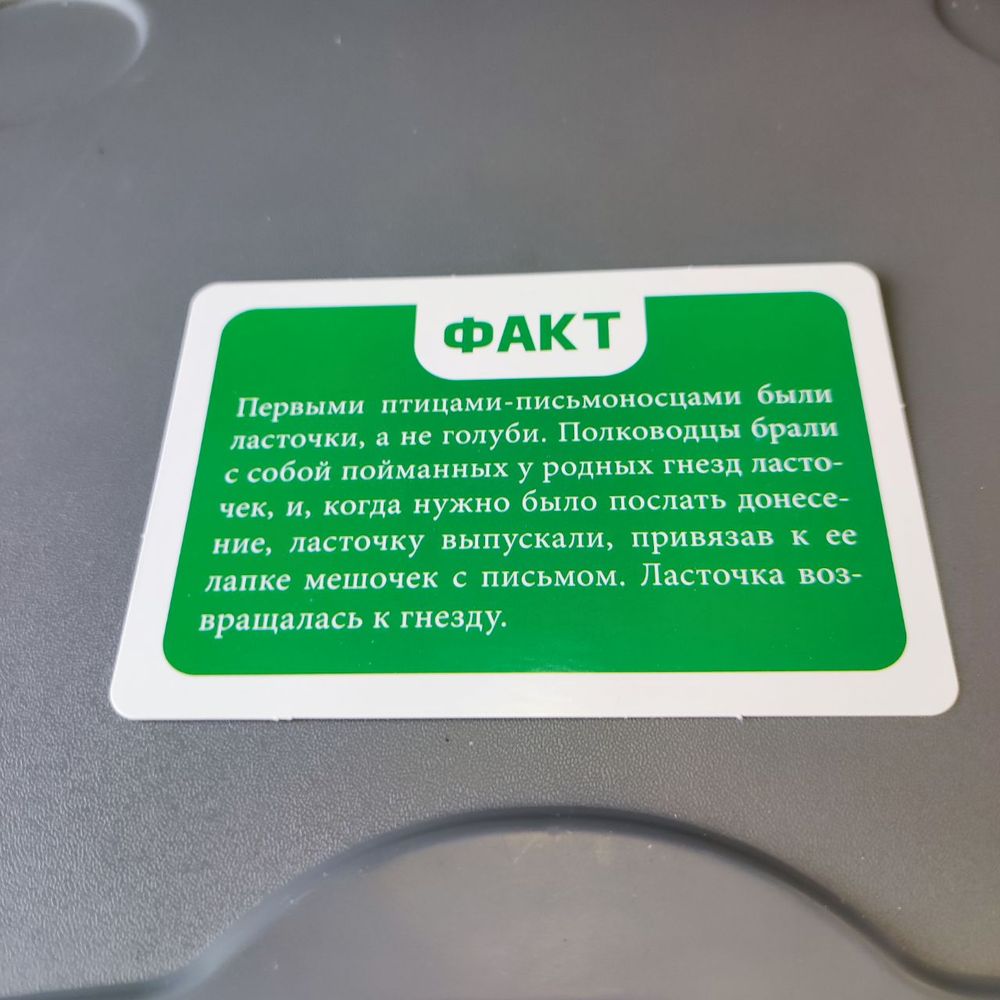 ФАКТ
Первыми птицами-письмоносцами были
ласточки, а не голуби. Полководцы брали
с собой пойманных у родных гнезд ласто-
чек, и, когда нужно было послать донесе-
ние, ласточку выпускали, привязав к ее
лапке мешочек с письмом. Ласточка воз-
вращалась к гнезду.